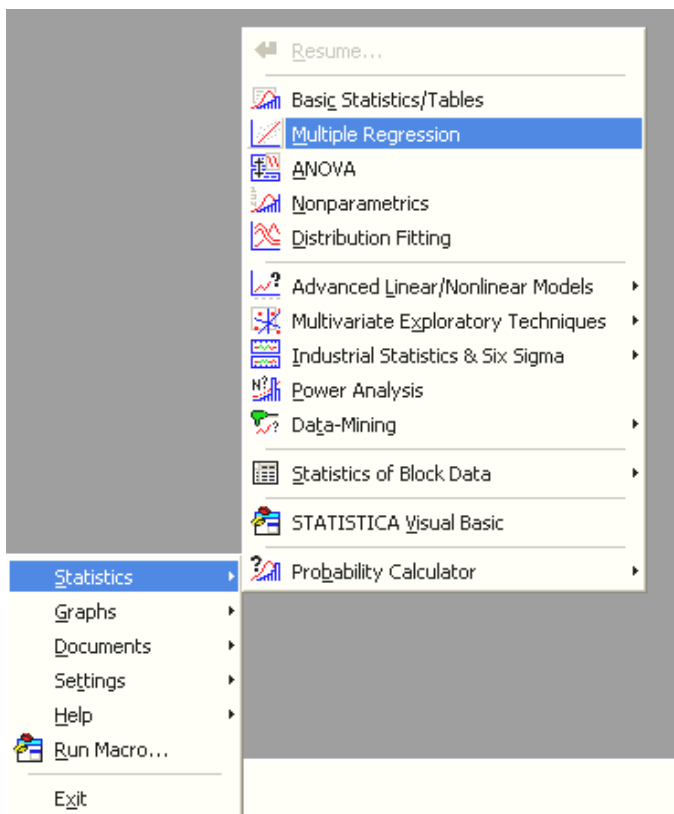 Resume...
Basic Statistics/Tables
Multiple Regression
ANOVA
Nonparametrics
Distribution Fitting
Advanced Linear/Nonlinear Models
Multivariate Exploratory Techniques
Industrial Statistics & Six Sigma
Power Analysis
Data-Mining
Statistics of Block Data
STATISTICA Visual Basic
Probability Calculator
Statistics
Graphs
Documents
Settings
Help
Run Macro...
Exit